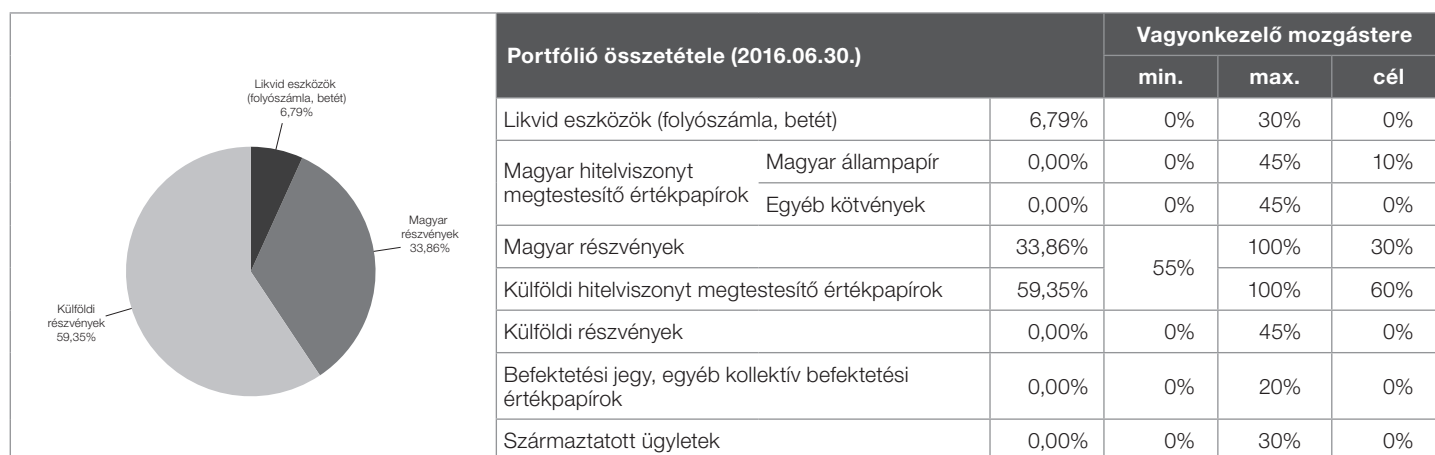 Likvid eszközök
(folyószámla, betét)
6,79%
Magyar
részvények
33,86%
Külföldi
részvények
59,35%
Portfólió összetétele (2016.06.30.) Vagyonkezelő mozgástere
min. max. cél
Likvid eszközök (folyószámla, betét) 6,79% 0% 30% 0%
Magyar hitelviszonyt
megtestesítő értékpapírok
Magyar állampapír 0,00% 0% 45% 10%
Egyéb kötvények 0,00% 0% 45% 0%
Magyar részvények 33,86% 55% 100% 30%
Külföldi hitelviszonyt megtestesítő értékpapírok 59,35% 100% 60%
Külföldi részvények 0,00% 0% 45% 0%
Befektetési jegy, egyéb kollektív befektetési
értékpapírok 0,00% 0% 20% 0%
Származtatott ügyletek 0,00% 0% 30% 0%